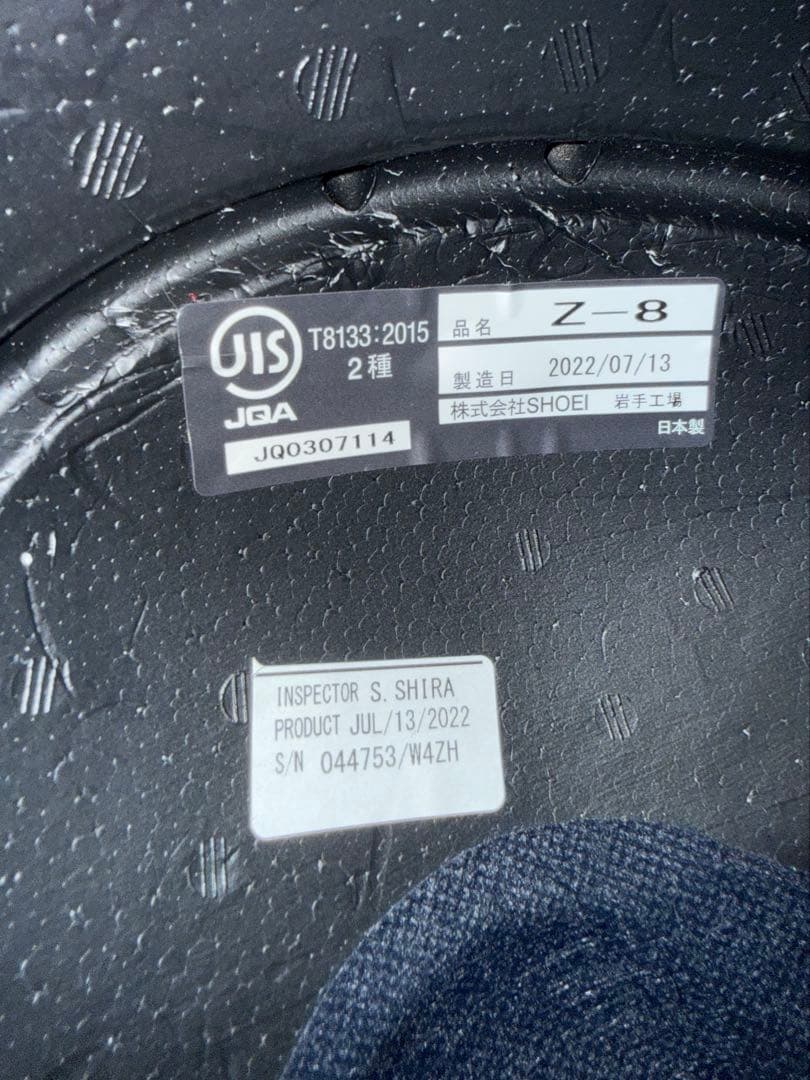 JIS
T8133:2015
2種
JQA
JQ0307114
品名 Z-8
製造日 2022/07/13
株式会社SHOEI 岩手工場
日本製
INSPECTOR S. SHIRA
PRODUCT JUL/13/2022
S/N 044753/W4ZH